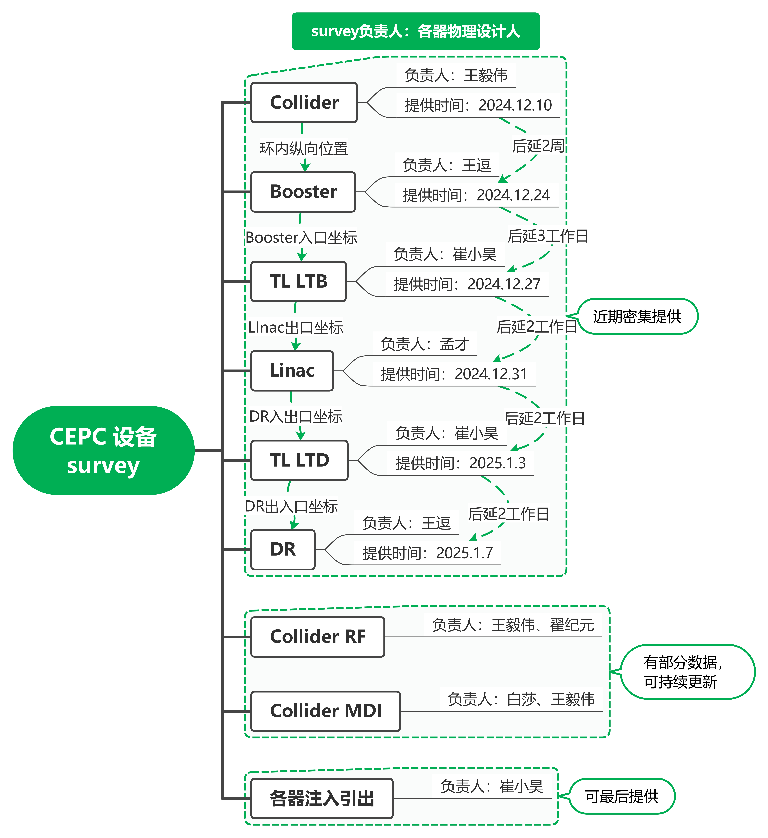 survey负责人：各器物理设计人
CEPC 设备
survey
Collider
负责人：王毅伟
提供时间：2024.12.10
环内纵向位置
后延2周
Booster
负责人：王逗
提供时间：2024.12.24
Booster入口坐标
后延3工作日
TL LTB
负责人：崔小昊
提供时间：2024.12.27
LInac出口坐标
后延2工作日
Linac
负责人：孟才
提供时间：2024.12.31
DR入出口坐标
后延2工作日
TL LTD
负责人：崔小昊
提供时间：2025.1.3
DR出入口坐标
后延2工作日
DR
负责人：王逗
提供时间：2025.1.7
近期密集提供
Collider RF
负责人：王毅伟、翟纪元
Collider MDI
负责人：白莎、王毅伟
有部分数据，
可持续更新
各器注入引出
负责人：崔小昊
可最后提供